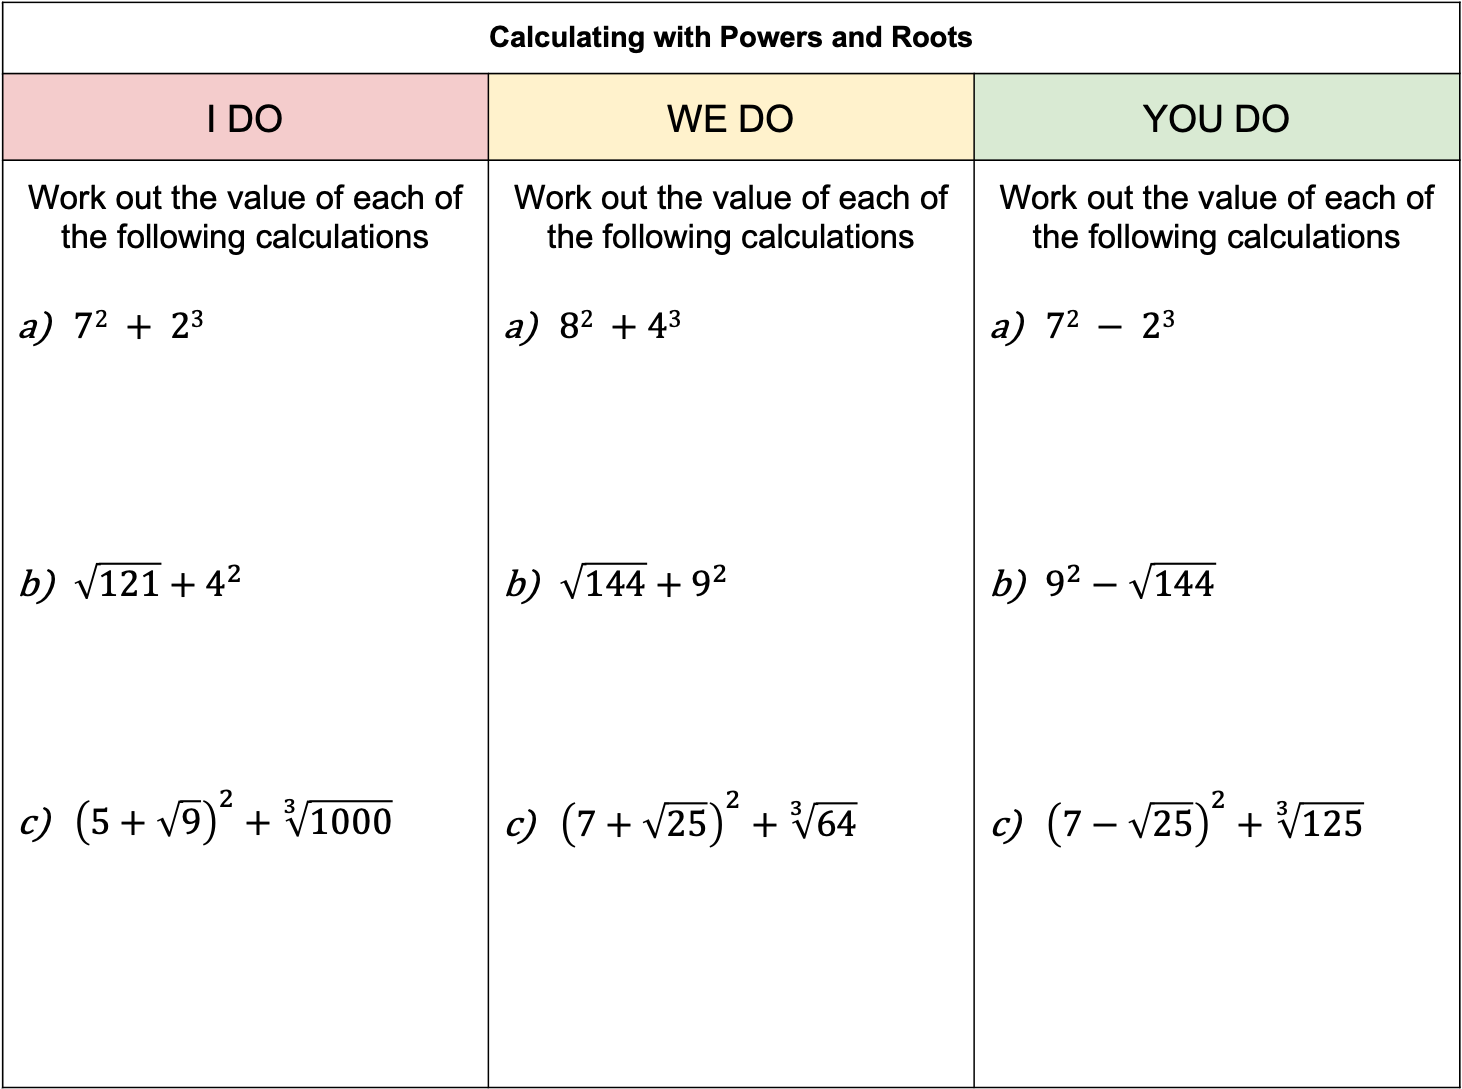 Calculating with Powers and Roots
I DO
WE DO
YOU DO
Work out the value of each of
the following calculations
a) 7² + 2³
b) √121 + 4²
c) (5 + √9)² + ∛1000
Work out the value of each of
the following calculations
a) 8² + 4³
b) √144 + 9²
c) (7 + √25)² + ∛64
Work out the value of each of
the following calculations
a) 7² − 2³
b) 9² − √144
c) (7 − √25)² + ∛125